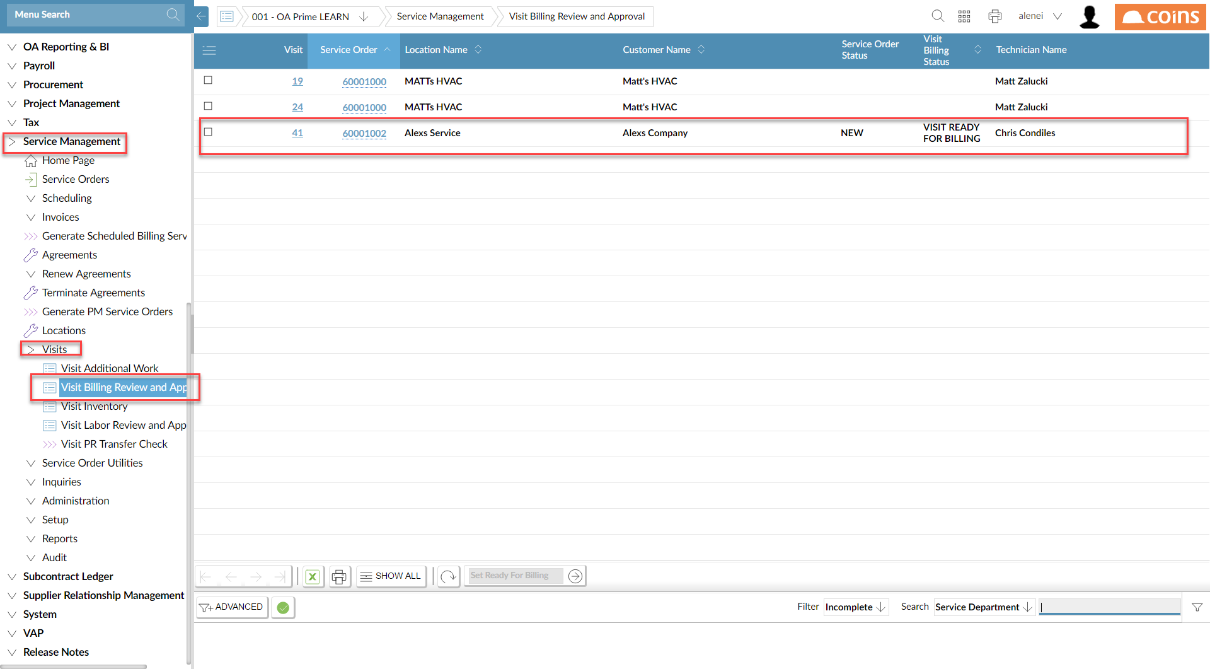 Menu Search
001 - OA Prime LEARN
Service Management
Visit Billing Review and Approval
alenei
coins
OA Reporting & BI
Payroll
Procurement
Project Management
Tax
Service Management
Home Page
Service Orders
Scheduling
Invoices
Generate Scheduled Billing Serv
Agreements
Renew Agreements
Terminate Agreements
Generate PM Service Orders
Locations
Visits
Visit Additional Work
Visit Billing Review and App
Visit Inventory
Visit Labor Review and App
Visit PR Transfer Check
Service Order Utilities
Inquiries
Administration
Setup
Reports
Audit
Subcontract Ledger
Supplier Relationship Management
System
VAP
Release Notes
Visit Service Order Location Name Customer Name Service Order Status Visit Billing Status Technician Name
19 60001000 MATTs HVAC Matt's HVAC Matt Zalucki
24 60001000 MATTs HVAC Matt's HVAC Matt Zalucki
41 60001002 Alexs Service Alexs Company NEW VISIT READY FOR BILLING Chris Condiles
SHOW ALL
Set Ready For Billing
ADVANCED
Filter Incomplete Search Service Department